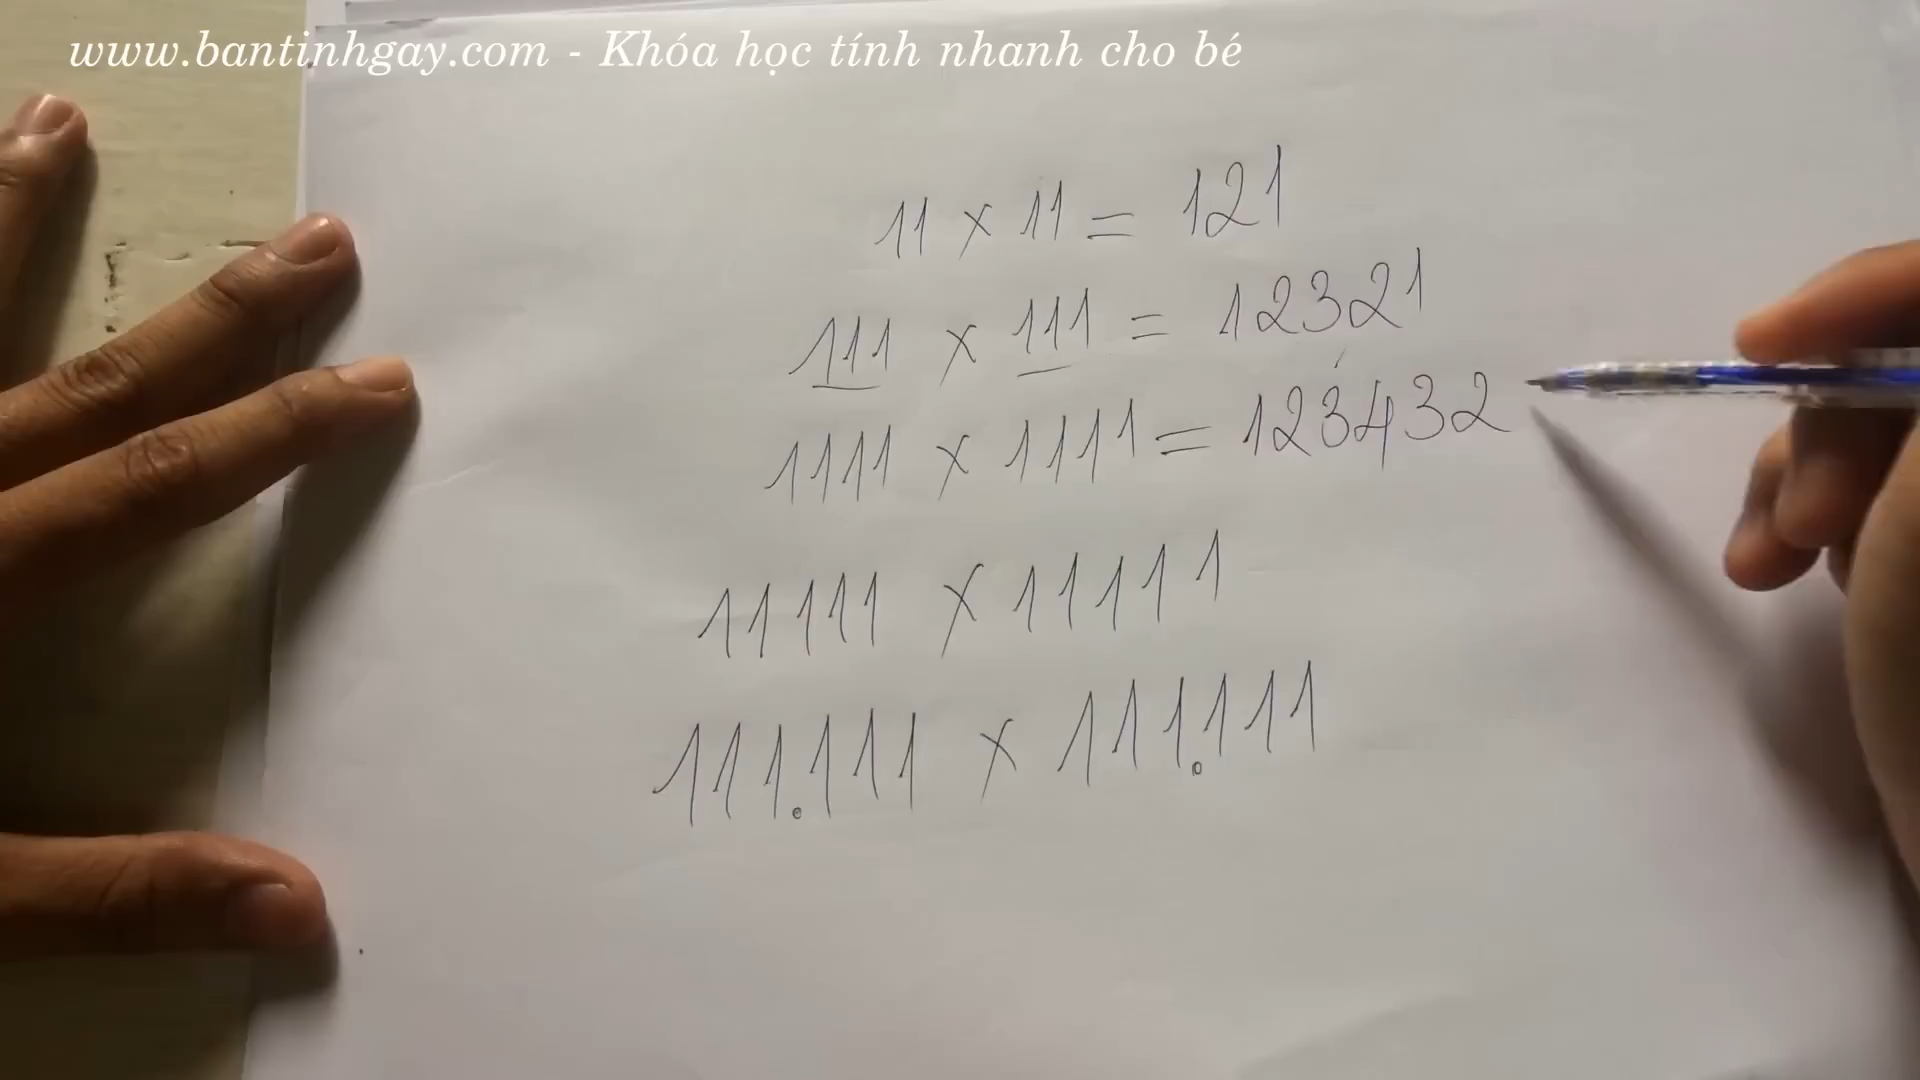 www.bantinhgay.com - Khóa học tính nhanh cho bé
11 × 11 = 121
111 × 111 = 12321
1111 × 1111 = 123432
11111 × 11111
111.111 × 111.111